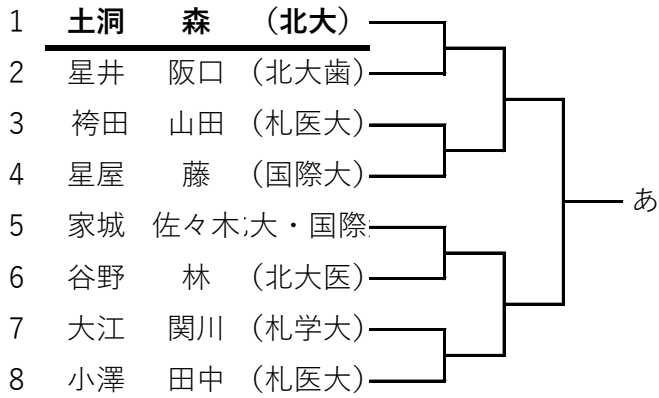 1 土洞 森 (北大)
2 星井 阪口 (北大歯)
3 袴田 山田 (札医大)
4 星屋 藤 (国際大)
5 家城 佐々木 大・国際
6 谷野 林 (北大医)
7 大江 関川 (札学大)
8 小澤 田中 (札医大)
あ